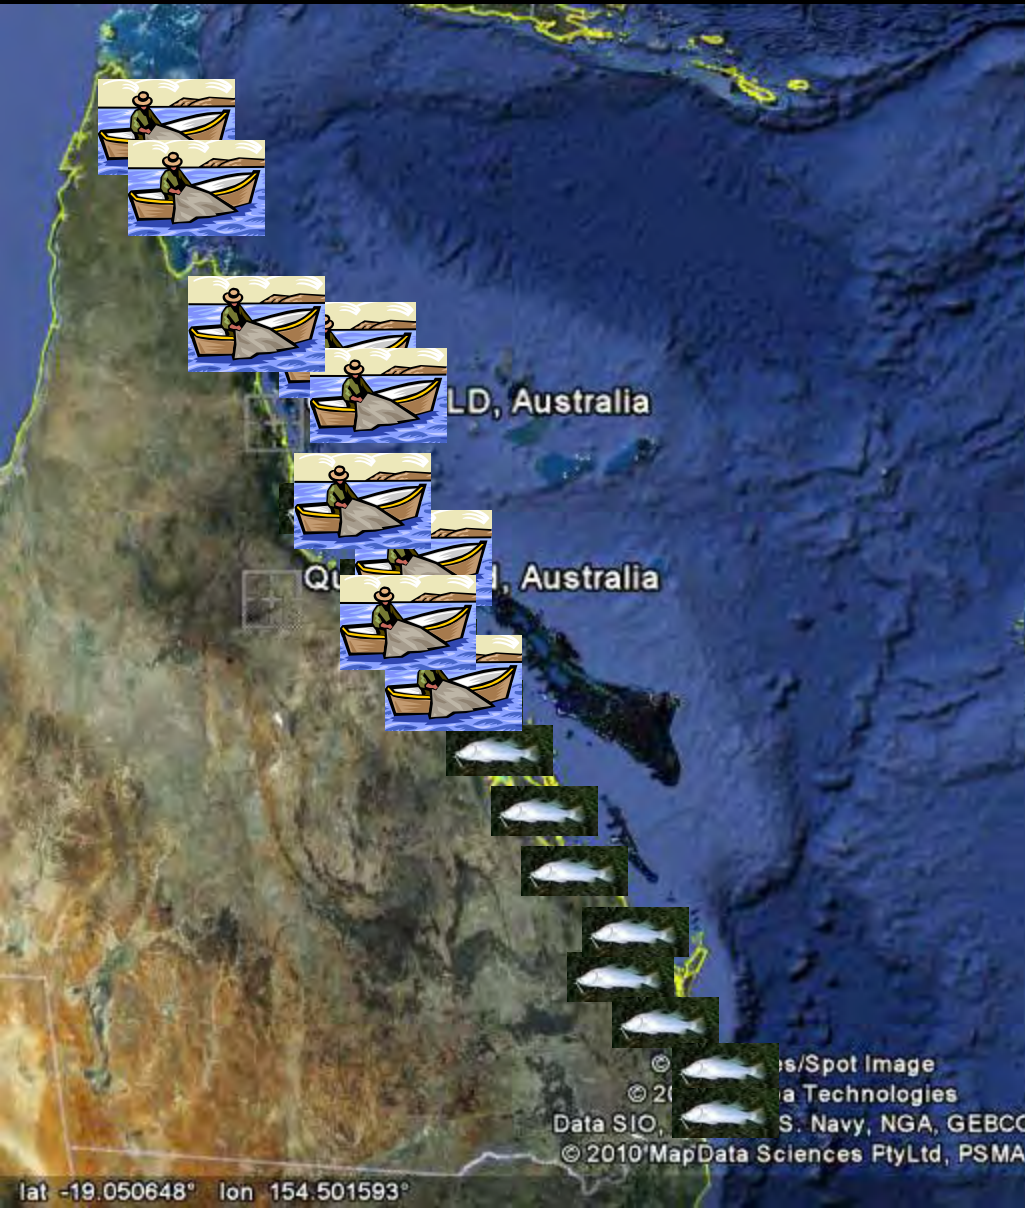 LD, Australia
Qu d, Australia
© es/Spot Image
© 20 a Technologies
Data SIO, S. Navy, NGA, GEBCO
© 2010 MapData Sciences PtyLtd, PSMA
lat -19.050648° lon 154.501593°